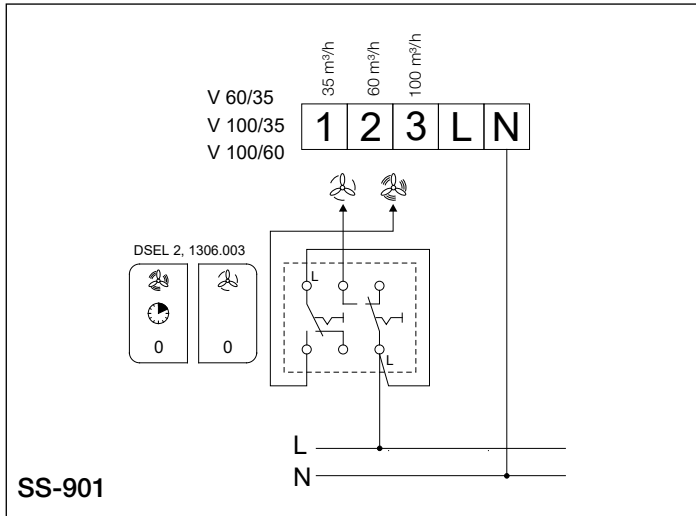 35 m³/h
60 m³/h
100 m³/h
V 60/35
V 100/35
V 100/60
1 2 3 L N
DSEL 2, 1306.003
L
0 0
L
L
N
SS-901